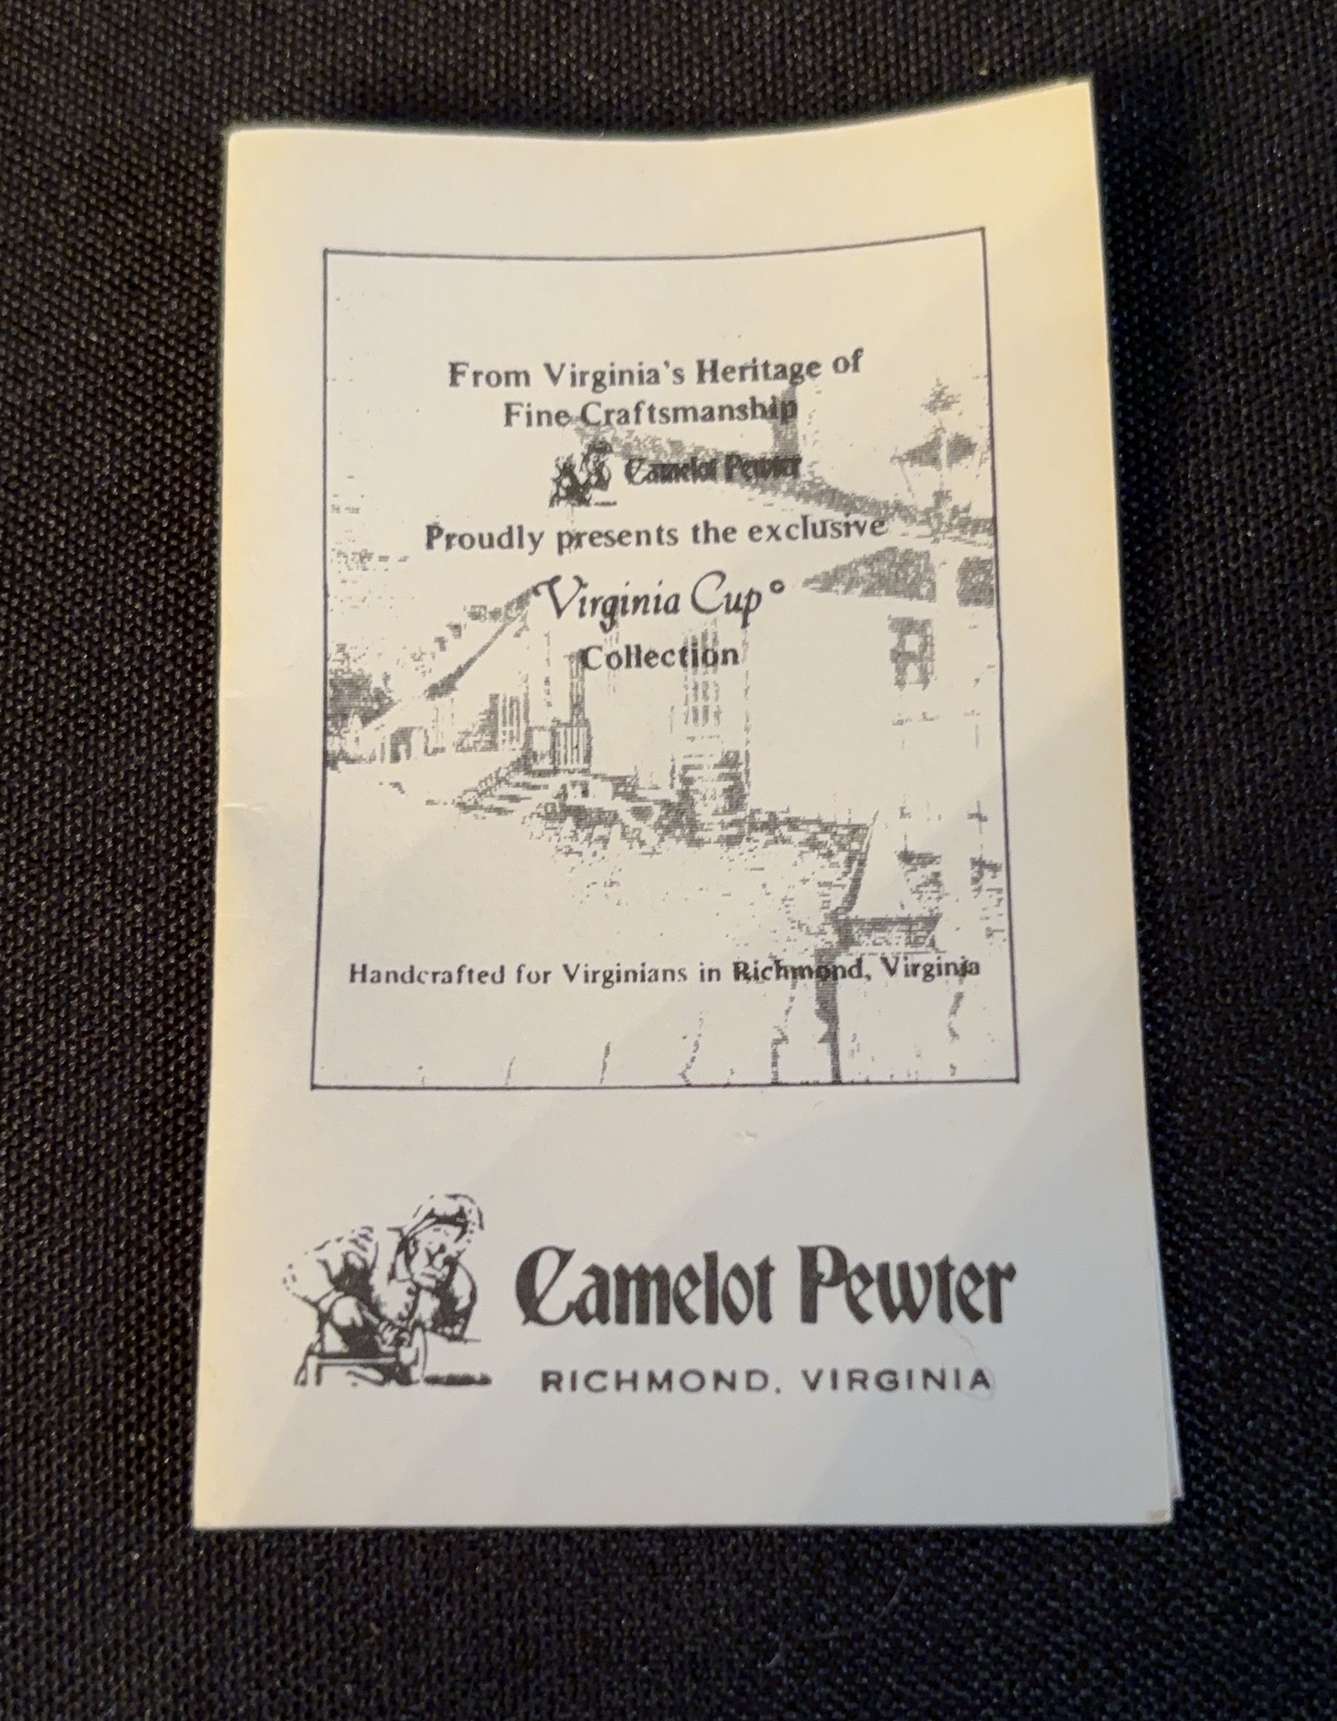 From Virginia's Heritage of
Fine Craftsmanship
Camelot Pewter
Proudly presents the exclusive
Virginia Cup°
Collection
Handcrafted for Virginians in Richmond, Virginia
Camelot Pewter
RICHMOND, VIRGINIA